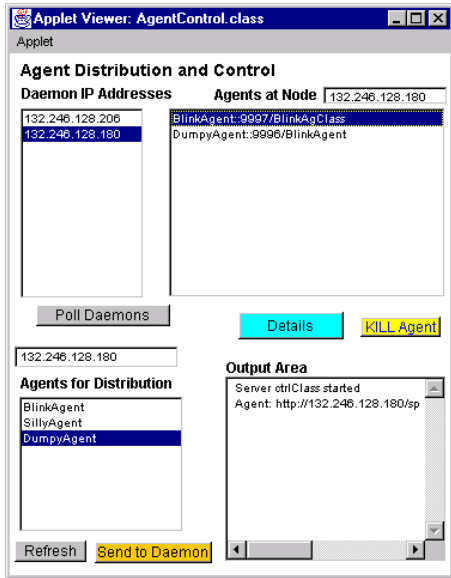 Applet Viewer: AgentControl.class
Applet
Agent Distribution and Control
Daemon IP Addresses
Agents at Node
132.246.128.180
132.246.128.206
132.246.128.180
BlinkAgent::9997/BlinkAgClass
DumpyAgent::9996/BlinkAgent
Poll Daemons
Details
KILL Agent
132.246.128.180
Agents for Distribution
BlinkAgent
SillyAgent
DumpyAgent
Output Area
Server ctrlClass started
Agent: http://132.246.128.180/sp
Refresh
Send to Daemon